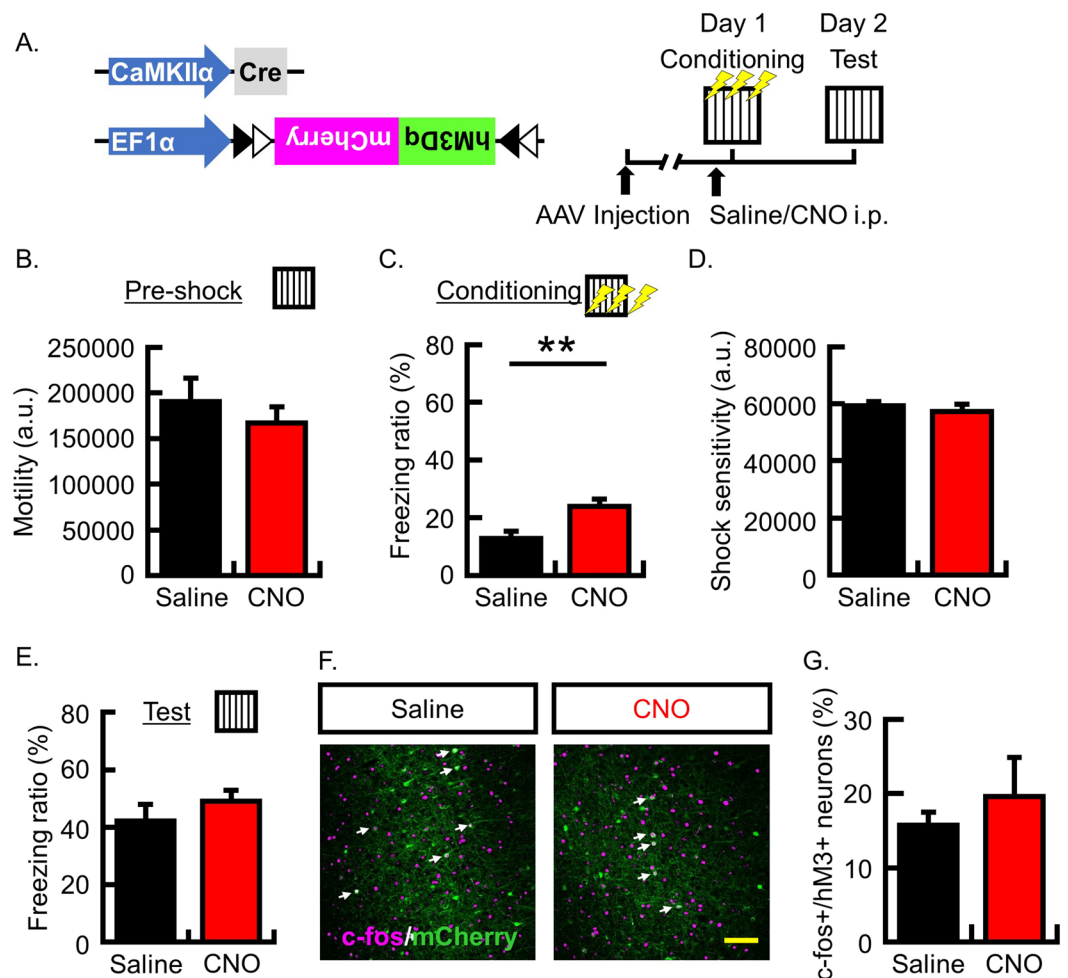 A.
CaMKIIα Cre
EF1α mCherry hM3Dq
Day 1
Conditioning
Day 2
Test
AAV Injection
Saline/CNO i.p.
B.
Pre-shock
Motility (a.u.)
250000
200000
150000
100000
50000
0
Saline CNO
C.
Conditioning
Freezing ratio (%)
80
60
40
20
0
**
Saline CNO
D.
Shock sensitivity (a.u.)
80000
60000
40000
20000
0
Saline CNO
E.
Test
Freezing ratio (%)
80
60
40
20
0
Saline CNO
F.
Saline
CNO
c-fos/mCherry
G.
c-fos+/hM3+ neurons (%)
30
20
10
0
Saline CNO